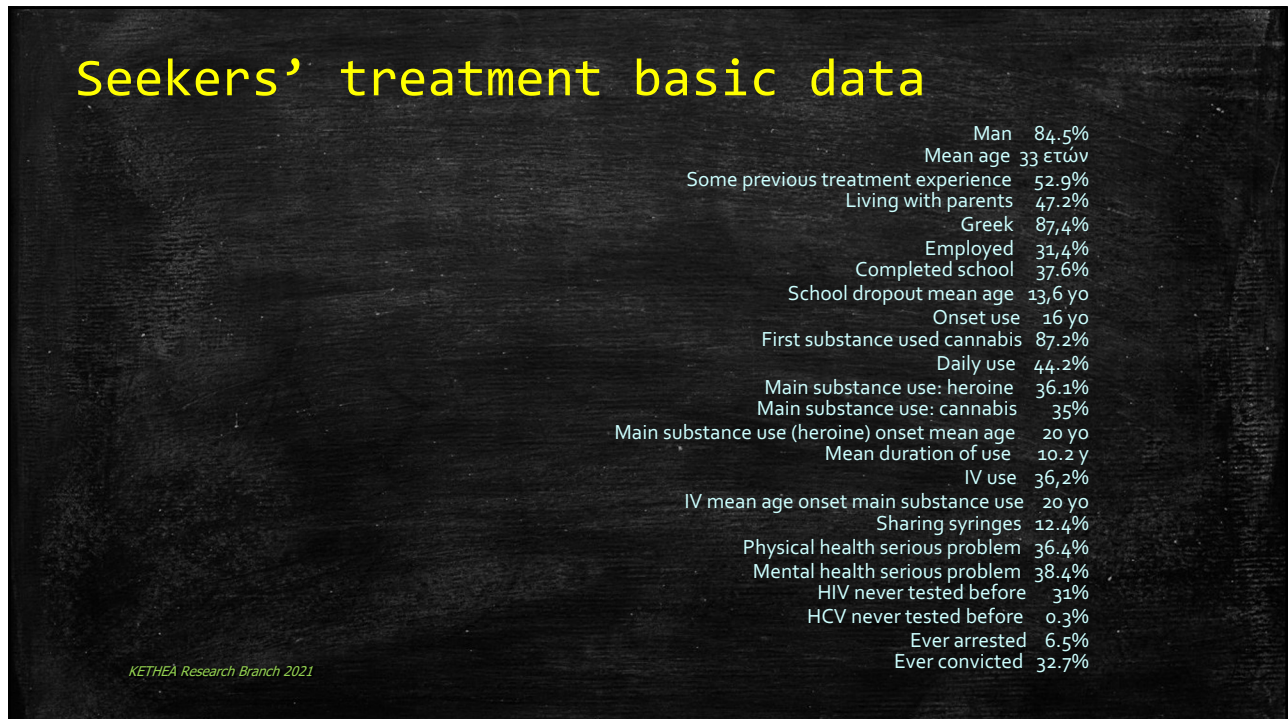 Seekers’ treatment basic data
Man 84.5%
Mean age 33 ετών
Some previous treatment experience 52.9%
Living with parents 47.2%
Greek 87,4%
Employed 31,4%
Completed school 37.6%
School dropout mean age 13,6 yo
Onset use 16 yo
First substance used cannabis 87.2%
Daily use 44.2%
Main substance use: heroine 36.1%
Main substance use: cannabis 35%
Main substance use (heroine) onset mean age 20 yo
Mean duration of use 10.2 y
IV use 36,2%
IV mean age onset main substance use 20 yo
Sharing syringes 12.4%
Physical health serious problem 36.4%
Mental health serious problem 38.4%
HIV never tested before 31%
HCV never tested before 0.3%
Ever arrested 6.5%
Ever convicted 32.7%
KETHEÀ Research Branch 2021